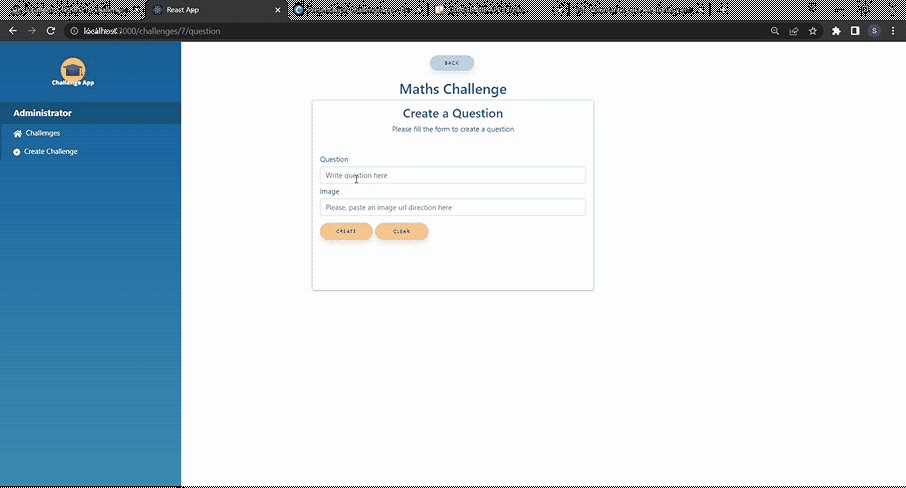 React App
localhost:3000/challenges/7/question
S
Challenge App
Administrator
Challenges
Create Challenge
BACK
Maths Challenge
Create a Question
Please fill the form to create a question
Question
Write question here
Image
Please, paste an image url direction here
CREATE CLEAR